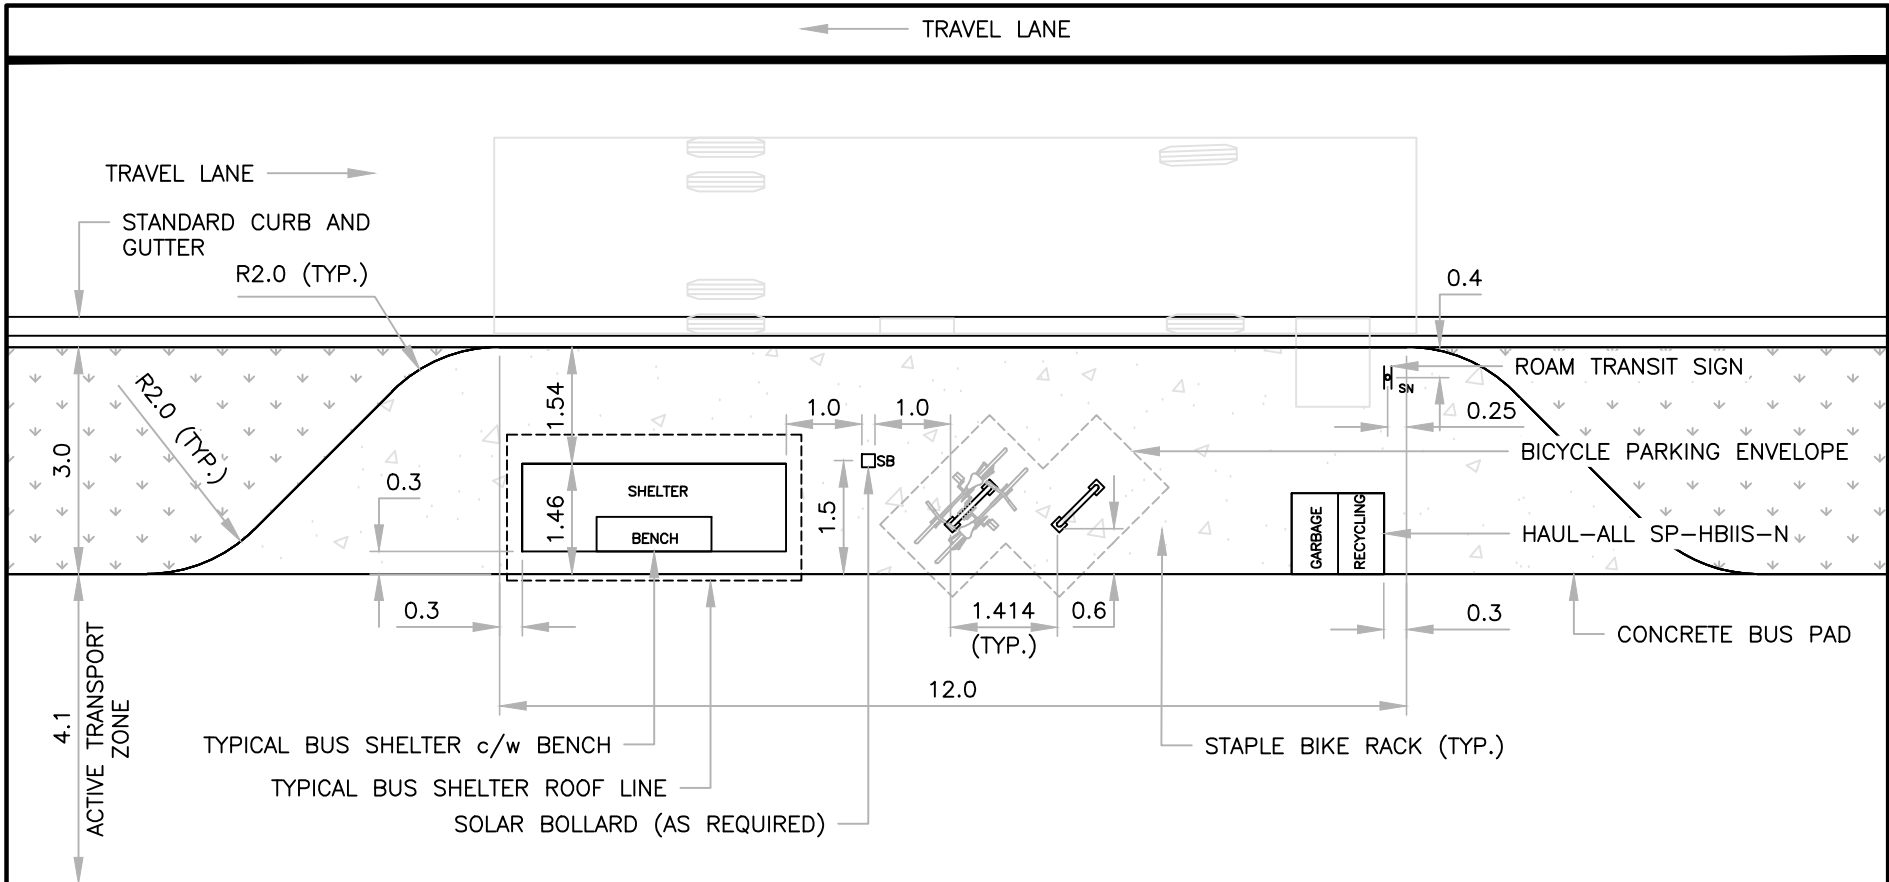 TRAVEL LANE
TRAVEL LANE
STANDARD CURB AND
GUTTER
R2.0 (TYP.)
0.4
ROAM TRANSIT SIGN
SN
R2.0 (TYP.)
1.54
1.0
1.0
0.25
3.0
BICYCLE PARKING ENVELOPE
SB
0.3
SHELTER
1.46
1.5
BENCH
GARBAGE
RECYCLING
HAUL-ALL SP-HBIIS-N
0.3
1.414
(TYP.)
0.6
0.3
CONCRETE BUS PAD
12.0
4.1
ACTIVE TRANSPORT
ZONE
TYPICAL BUS SHELTER c/w BENCH
STAPLE BIKE RACK (TYP.)
TYPICAL BUS SHELTER ROOF LINE
SOLAR BOLLARD (AS REQUIRED)